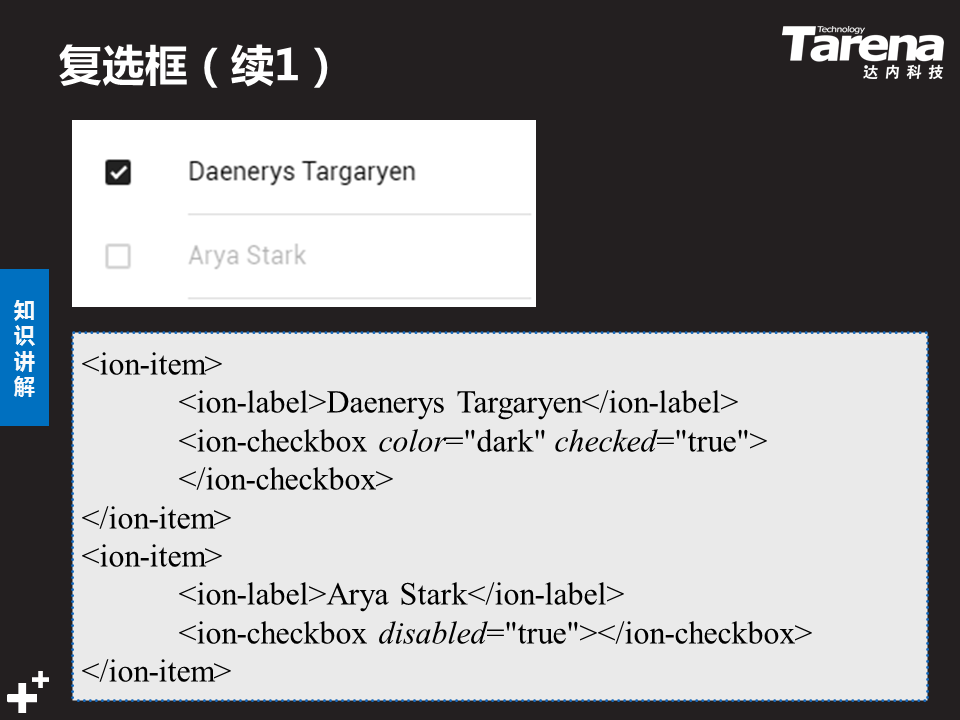 复选框（续1）
Technology
Tarena
达内科技
Daenerys Targaryen
Arya Stark
知识讲解
<ion-item>
<ion-label>Daenerys Targaryen</ion-label>
<ion-checkbox color="dark" checked="true">
</ion-checkbox>
</ion-item>
<ion-item>
<ion-label>Arya Stark</ion-label>
<ion-checkbox disabled="true"></ion-checkbox>
</ion-item>